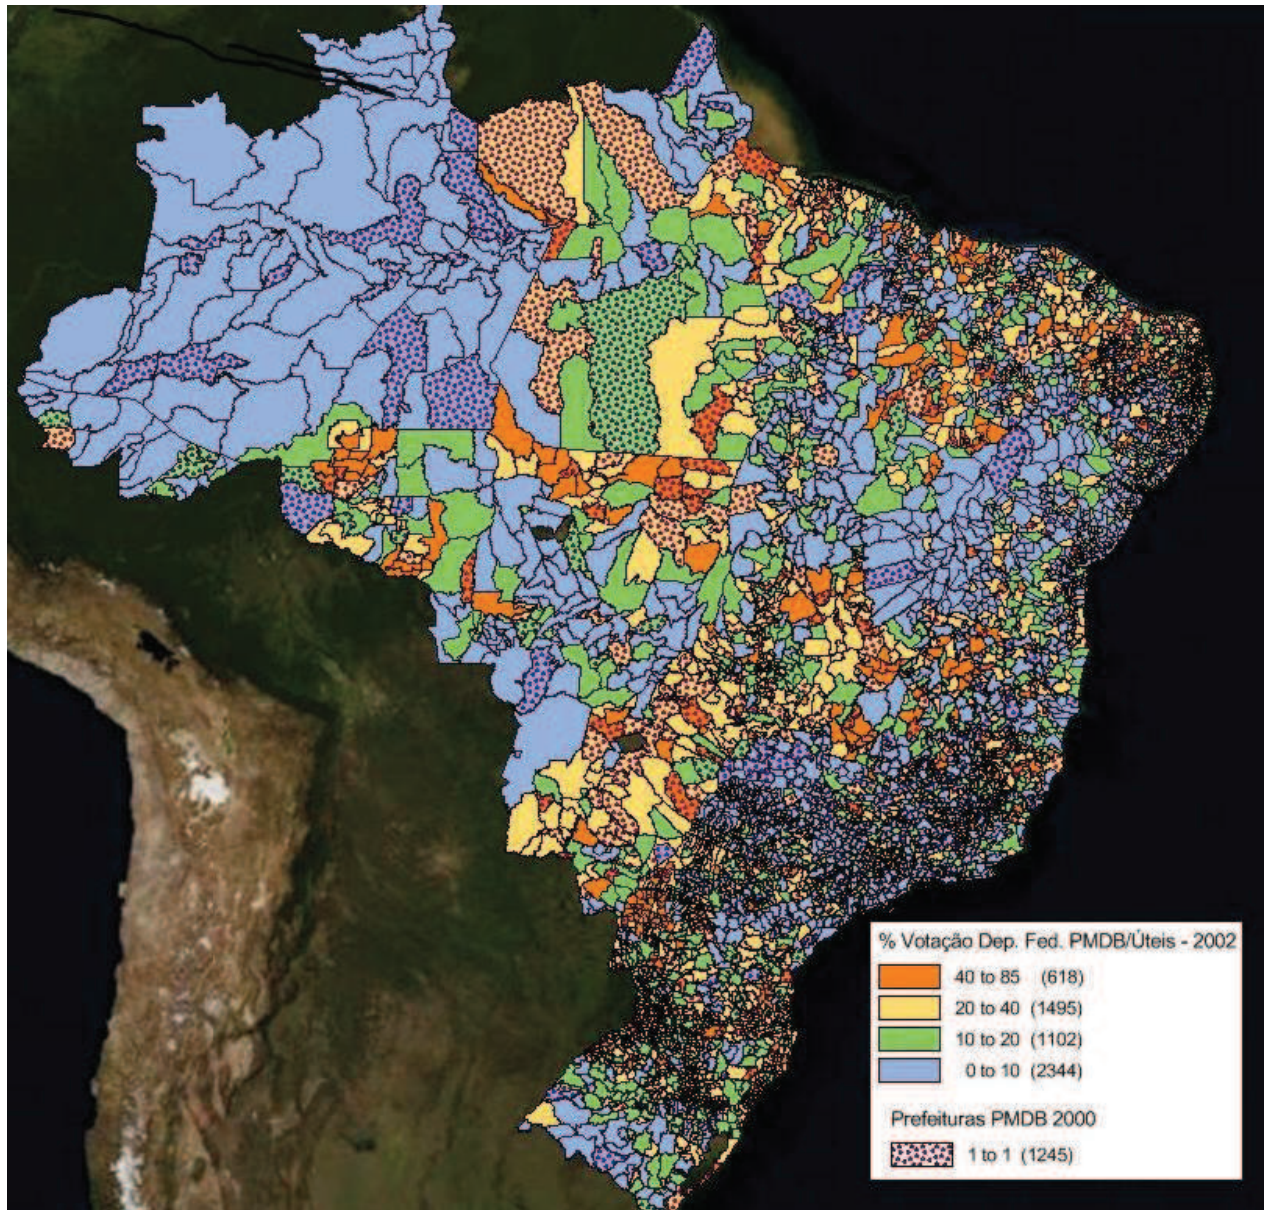 % Votação Dep. Fed. PMDB/Úteis - 2002
40 to 85 (618)
20 to 40 (1495)
10 to 20 (1102)
0 to 10 (2344)
Prefeituras PMDB 2000
1 to 1 (1245)